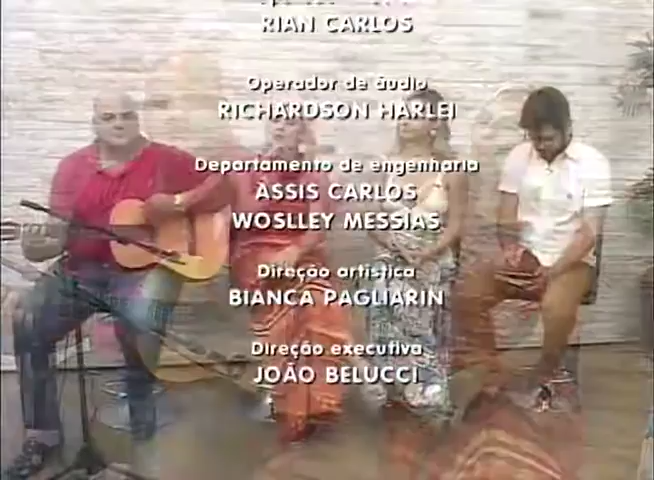 RIAN CARLOS
Operador de áudio
RICHARDSON HARLEI
Departamento de engenharia
ASSIS CARLOS
WOSLLEY MESSIAS
Direção artística
BIANCA PAGLIARIN
Direção executiva
JOÃO BELUCCI